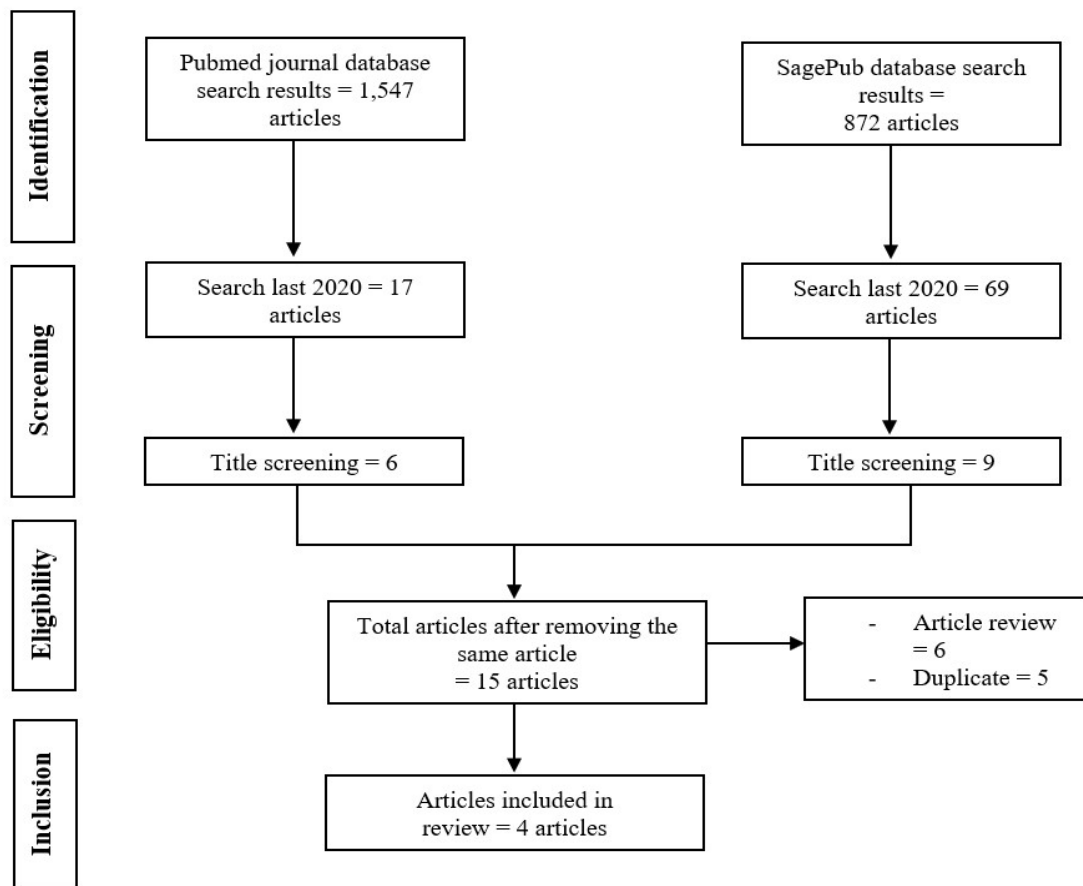 Identification
Pubmed journal database
search results = 1,547
articles
SagePub database search
results =
872 articles
Screening
Search last 2020 = 17
articles
Search last 2020 = 69
articles
Title screening = 6
Title screening = 9
Eligibility
Total articles after removing the
same article
= 15 articles
- Article review
= 6
- Duplicate = 5
Inclusion
Articles included in
review = 4 articles